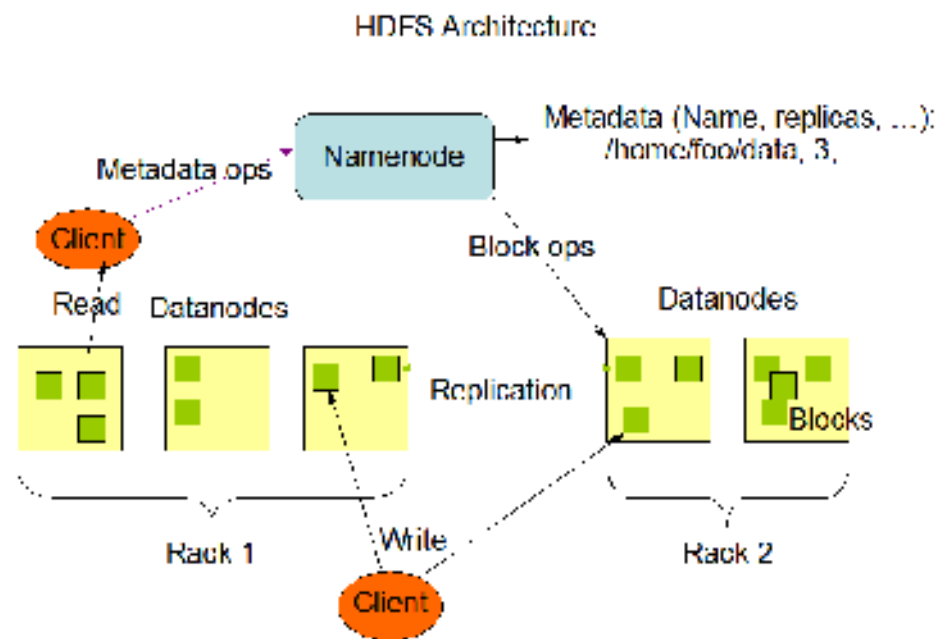 HDFS Architecture
Metadata (Name, replicas, ...):
/home/foo/data, 3,
Namenode
Metadata ops
Client
Block ops
Read
Datanodes
Datanodes
Replication
Blocks
Rack 1
Write
Rack 2
Client